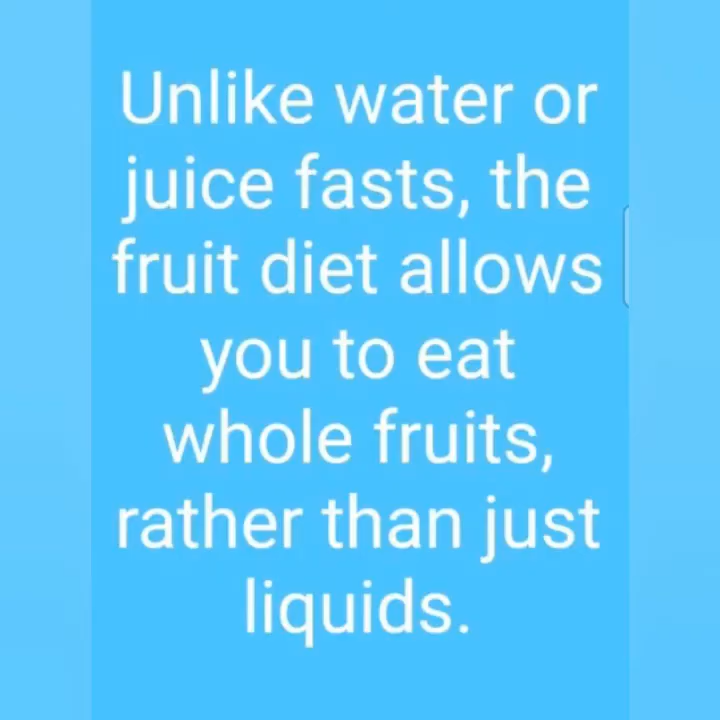 Unlike water or
juice fasts, the
fruit diet allows
you to eat
whole fruits,
rather than just
liquids.